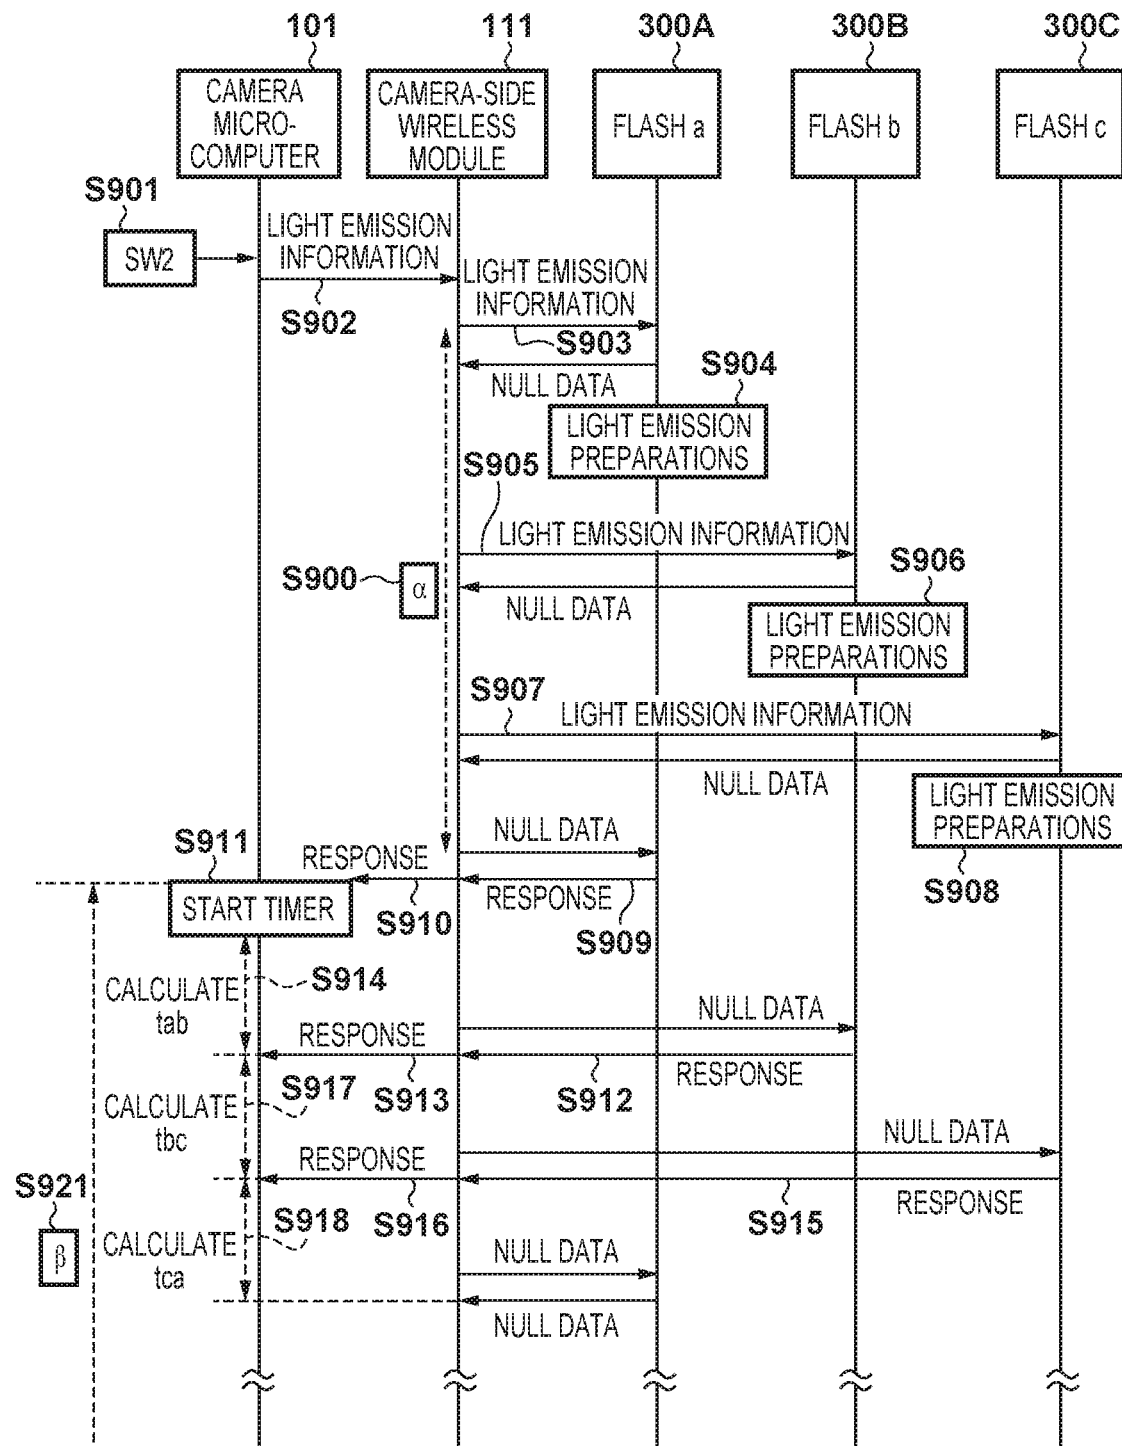 101
111
300A
300B
300C
CAMERA
MICRO-
COMPUTER
CAMERA-SIDE
WIRELESS
MODULE
FLASH a
FLASH b
FLASH c
S901
SW2
LIGHT EMISSION
INFORMATION
S902
LIGHT EMISSION
INFORMATION
S903
NULL DATA
S904
LIGHT EMISSION
PREPARATIONS
S905
LIGHT EMISSION INFORMATION
S900
α
NULL DATA
S906
LIGHT EMISSION
PREPARATIONS
S907
LIGHT EMISSION INFORMATION
NULL DATA
LIGHT EMISSION
PREPARATIONS
S908
NULL DATA
S911
RESPONSE
RESPONSE
START TIMER
S910
S909
CALCULATE
tab
S914
NULL DATA
RESPONSE
RESPONSE
S917
S913
S912
CALCULATE
tbc
NULL DATA
RESPONSE
RESPONSE
S921
β
S918
S916
S915
CALCULATE
tca
NULL DATA
NULL DATA